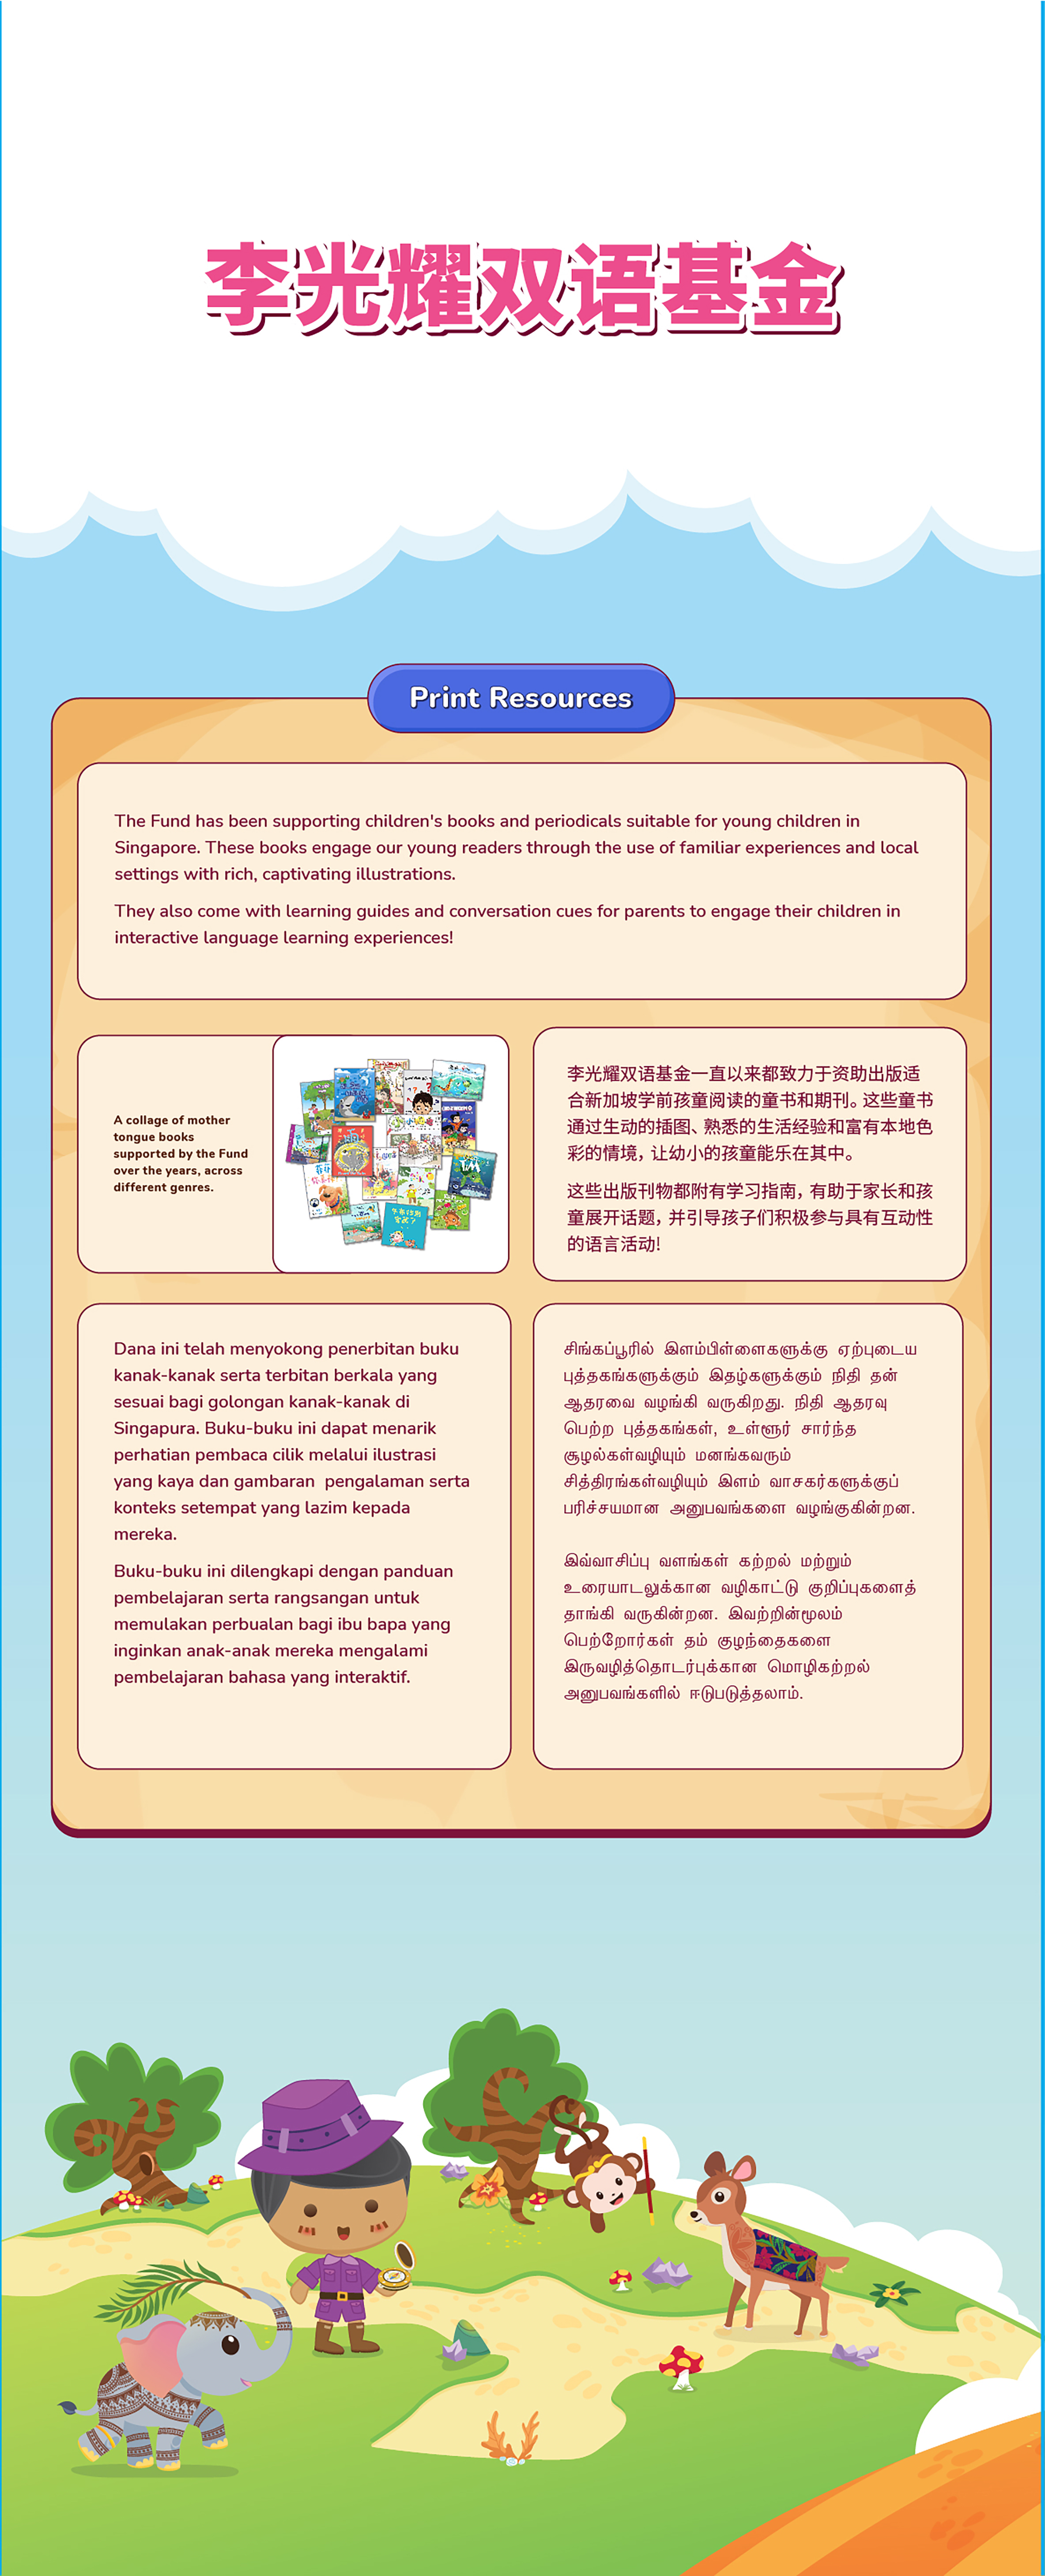 李光耀双语基金
Print Resources
The Fund has been supporting children's books and periodicals suitable for young children in
Singapore. These books engage our young readers through the use of familiar experiences and local
settings with rich, captivating illustrations.
They also come with learning guides and conversation cues for parents to engage their children in
interactive language learning experiences!
A collage of mother
tongue books
supported by the Fund
over the years, across
different genres.
李光耀双语基金一直以来都致力于资助出版适
合新加坡学前孩童阅读的童书和期刊。这些童书
通过生动的插图、熟悉的生活经验和富有本地色
彩的情境，让幼小的孩童能乐在其中。
这些出版刊物都附有学习指南，有助于家长和孩
童展开话题，并引导孩子们积极参与具有互动性
的语言活动!
Dana ini telah menyokong penerbitan buku
kanak-kanak serta terbitan berkala yang
sesuai bagi golongan kanak-kanak di
Singapura. Buku-buku ini dapat menarik
perhatian pembaca cilik melalui ilustrasi
yang kaya dan gambaran  pengalaman serta
konteks setempat yang lazim kepada
mereka.
Buku-buku ini dilengkapi dengan panduan
pembelajaran serta rangsangan untuk
memulakan perbualan bagi ibu bapa yang
inginkan anak-anak mereka mengalami
pembelajaran bahasa yang interaktif.
சிங்கப்பூரில் இளம்பிள்ளைகளுக்கு ஏற்புடைய
புத்தகங்களுக்கும் இதழ்களுக்கும் நிதி தன்
ஆதரவை வழங்கி வருகிறது. நிதி ஆதரவு
பெற்ற புத்தகங்கள், உள்ளூர் சார்ந்த
சூழல்கள்வழியும் மனங்கவரும்
சித்திரங்கள்வழியும் இளம் வாசகர்களுக்குப்
பரிச்சயமான அனுபவங்களை வழங்குகின்றன.
இவ்வாசிப்பு வளங்கள் கற்றல் மற்றும்
உரையாடலுக்கான வழிகாட்டு குறிப்புகளைத்
தாங்கி வருகின்றன. இவற்றின்மூலம்
பெற்றோர்கள் தம் குழந்தைகளை
இருவழித்தொடர்புக்கான மொழிகற்றல்
அனுபவங்களில் ஈடுபடுத்தலாம்.